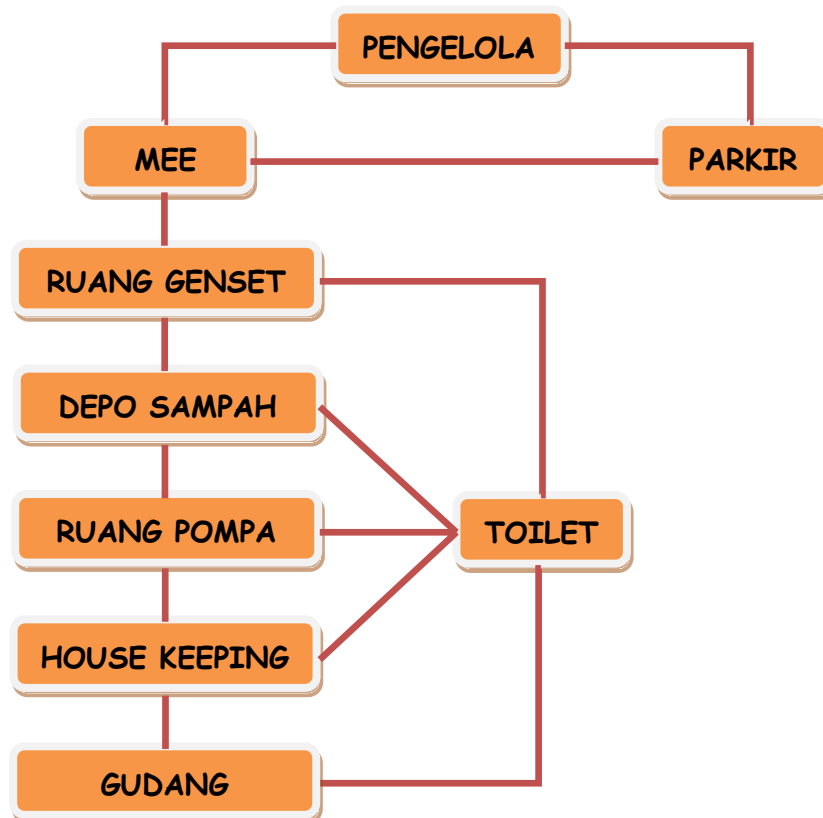 PENGELOLA
MEE
PARKIR
RUANG GENSET
DEPO SAMPAH
RUANG POMPA
TOILET
HOUSE KEEPING
GUDANG